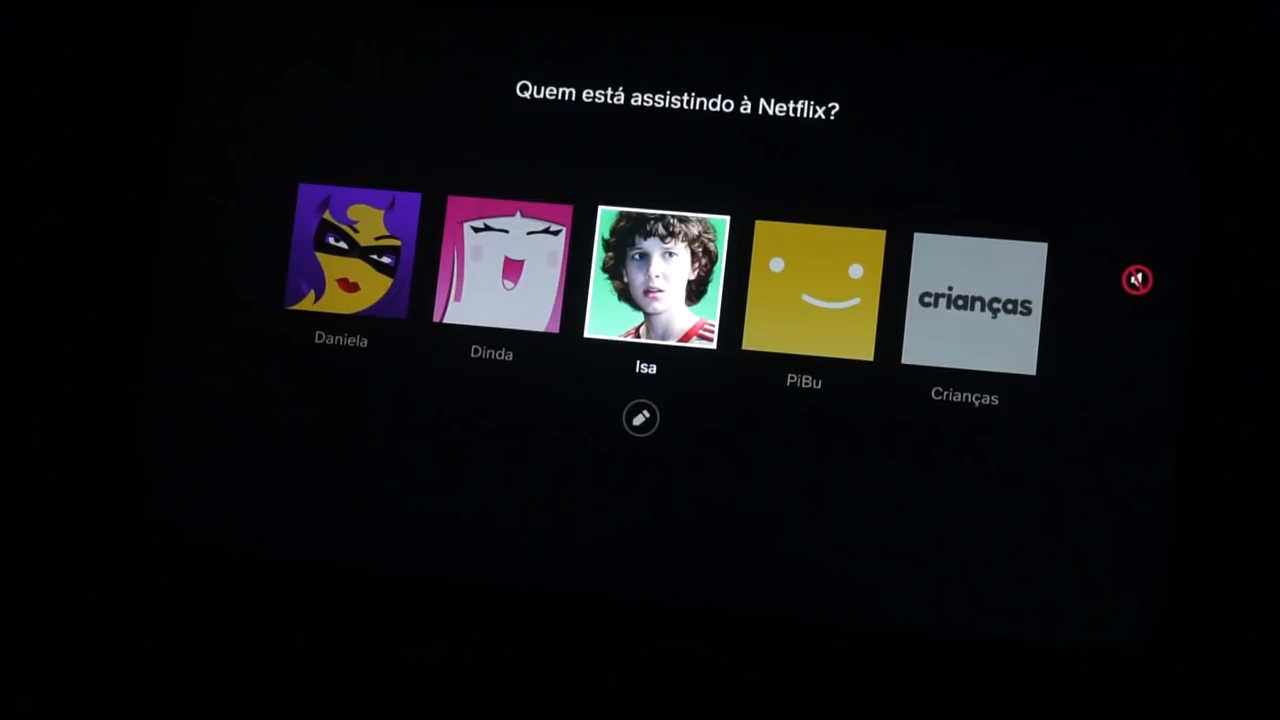 Quem está assistindo à Netflix?
crianças
Daniela
Dinda
Isa
PiBu
Crianças